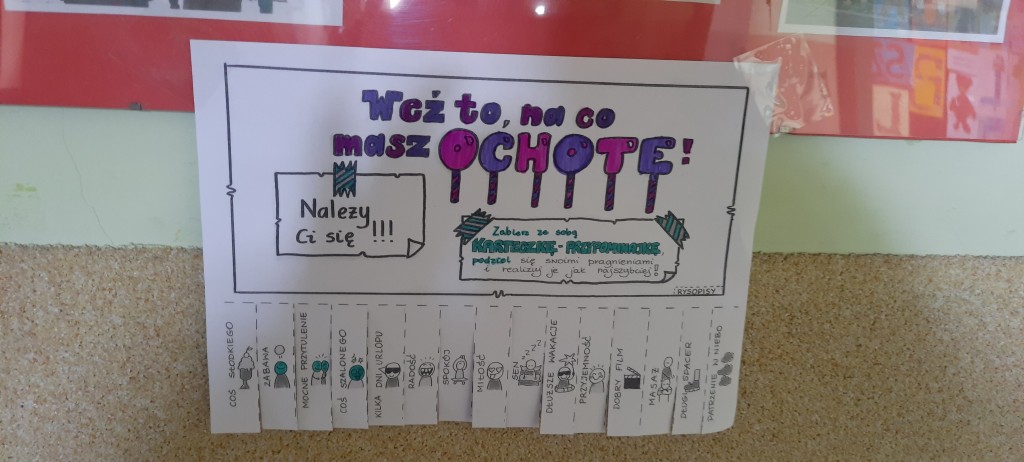 Weź to, na co
masz OCHOTĘ!
Należy
Ci się !!!
Zabierz ze sobą
KARTECZKĘ-PRZYPOMINAJKĘ,
podziel się swoimi pragnieniami
i realizuj je jak najszybciej!!!
RYSOPISY
COŚ SŁODKIEGO
ZABAWA
MOCNE PRZYTULENIE
COŚ SZALONEGO
KILKA DNI URLOPU
RADOŚĆ
SPOKÓJ
MIŁOŚĆ
SEN
ZZZZ
DŁUŻSZE WAKACJE
PRZYJEMNOŚĆ
DOBRY FILM
MASAŻ
DŁUGI SPACER
PATRZENIE W NIEBO